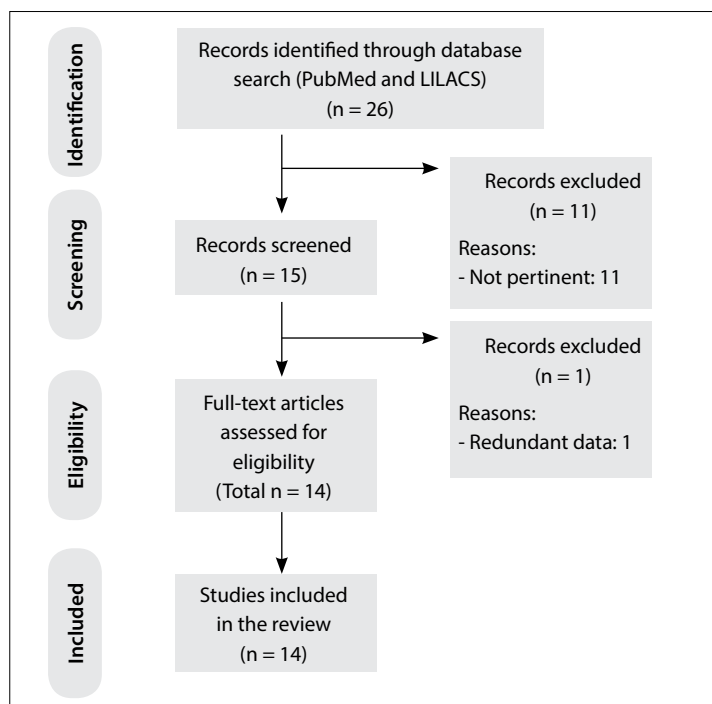 Identification
Records identified through database
search (PubMed and LILACS)
(n = 26)
Records excluded
(n = 11)
Reasons:
- Not pertinent: 11
Screening
Records screened
(n = 15)
Records excluded
(n = 1)
Reasons:
- Redundant data: 1
Eligibility
Full-text articles
assessed for
eligibility
(Total n = 14)
Included
Studies included
in the review
(n = 14)